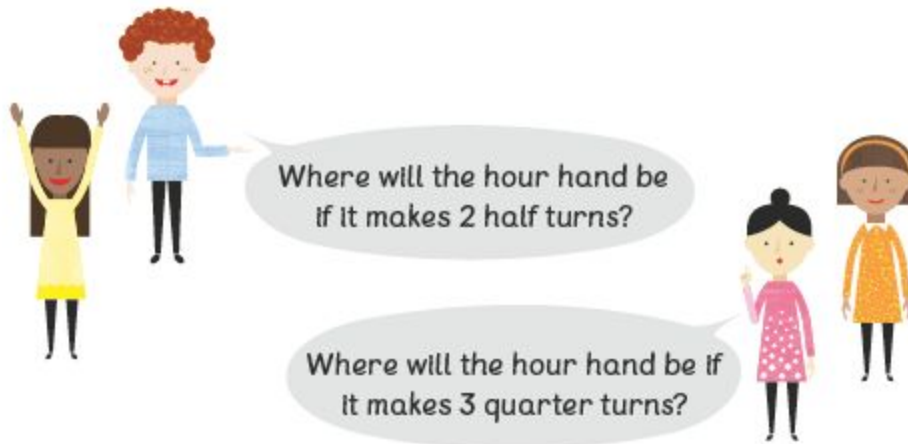 Where will the hour hand be
if it makes 2 half turns?
Where will the hour hand be if
it makes 3 quarter turns?